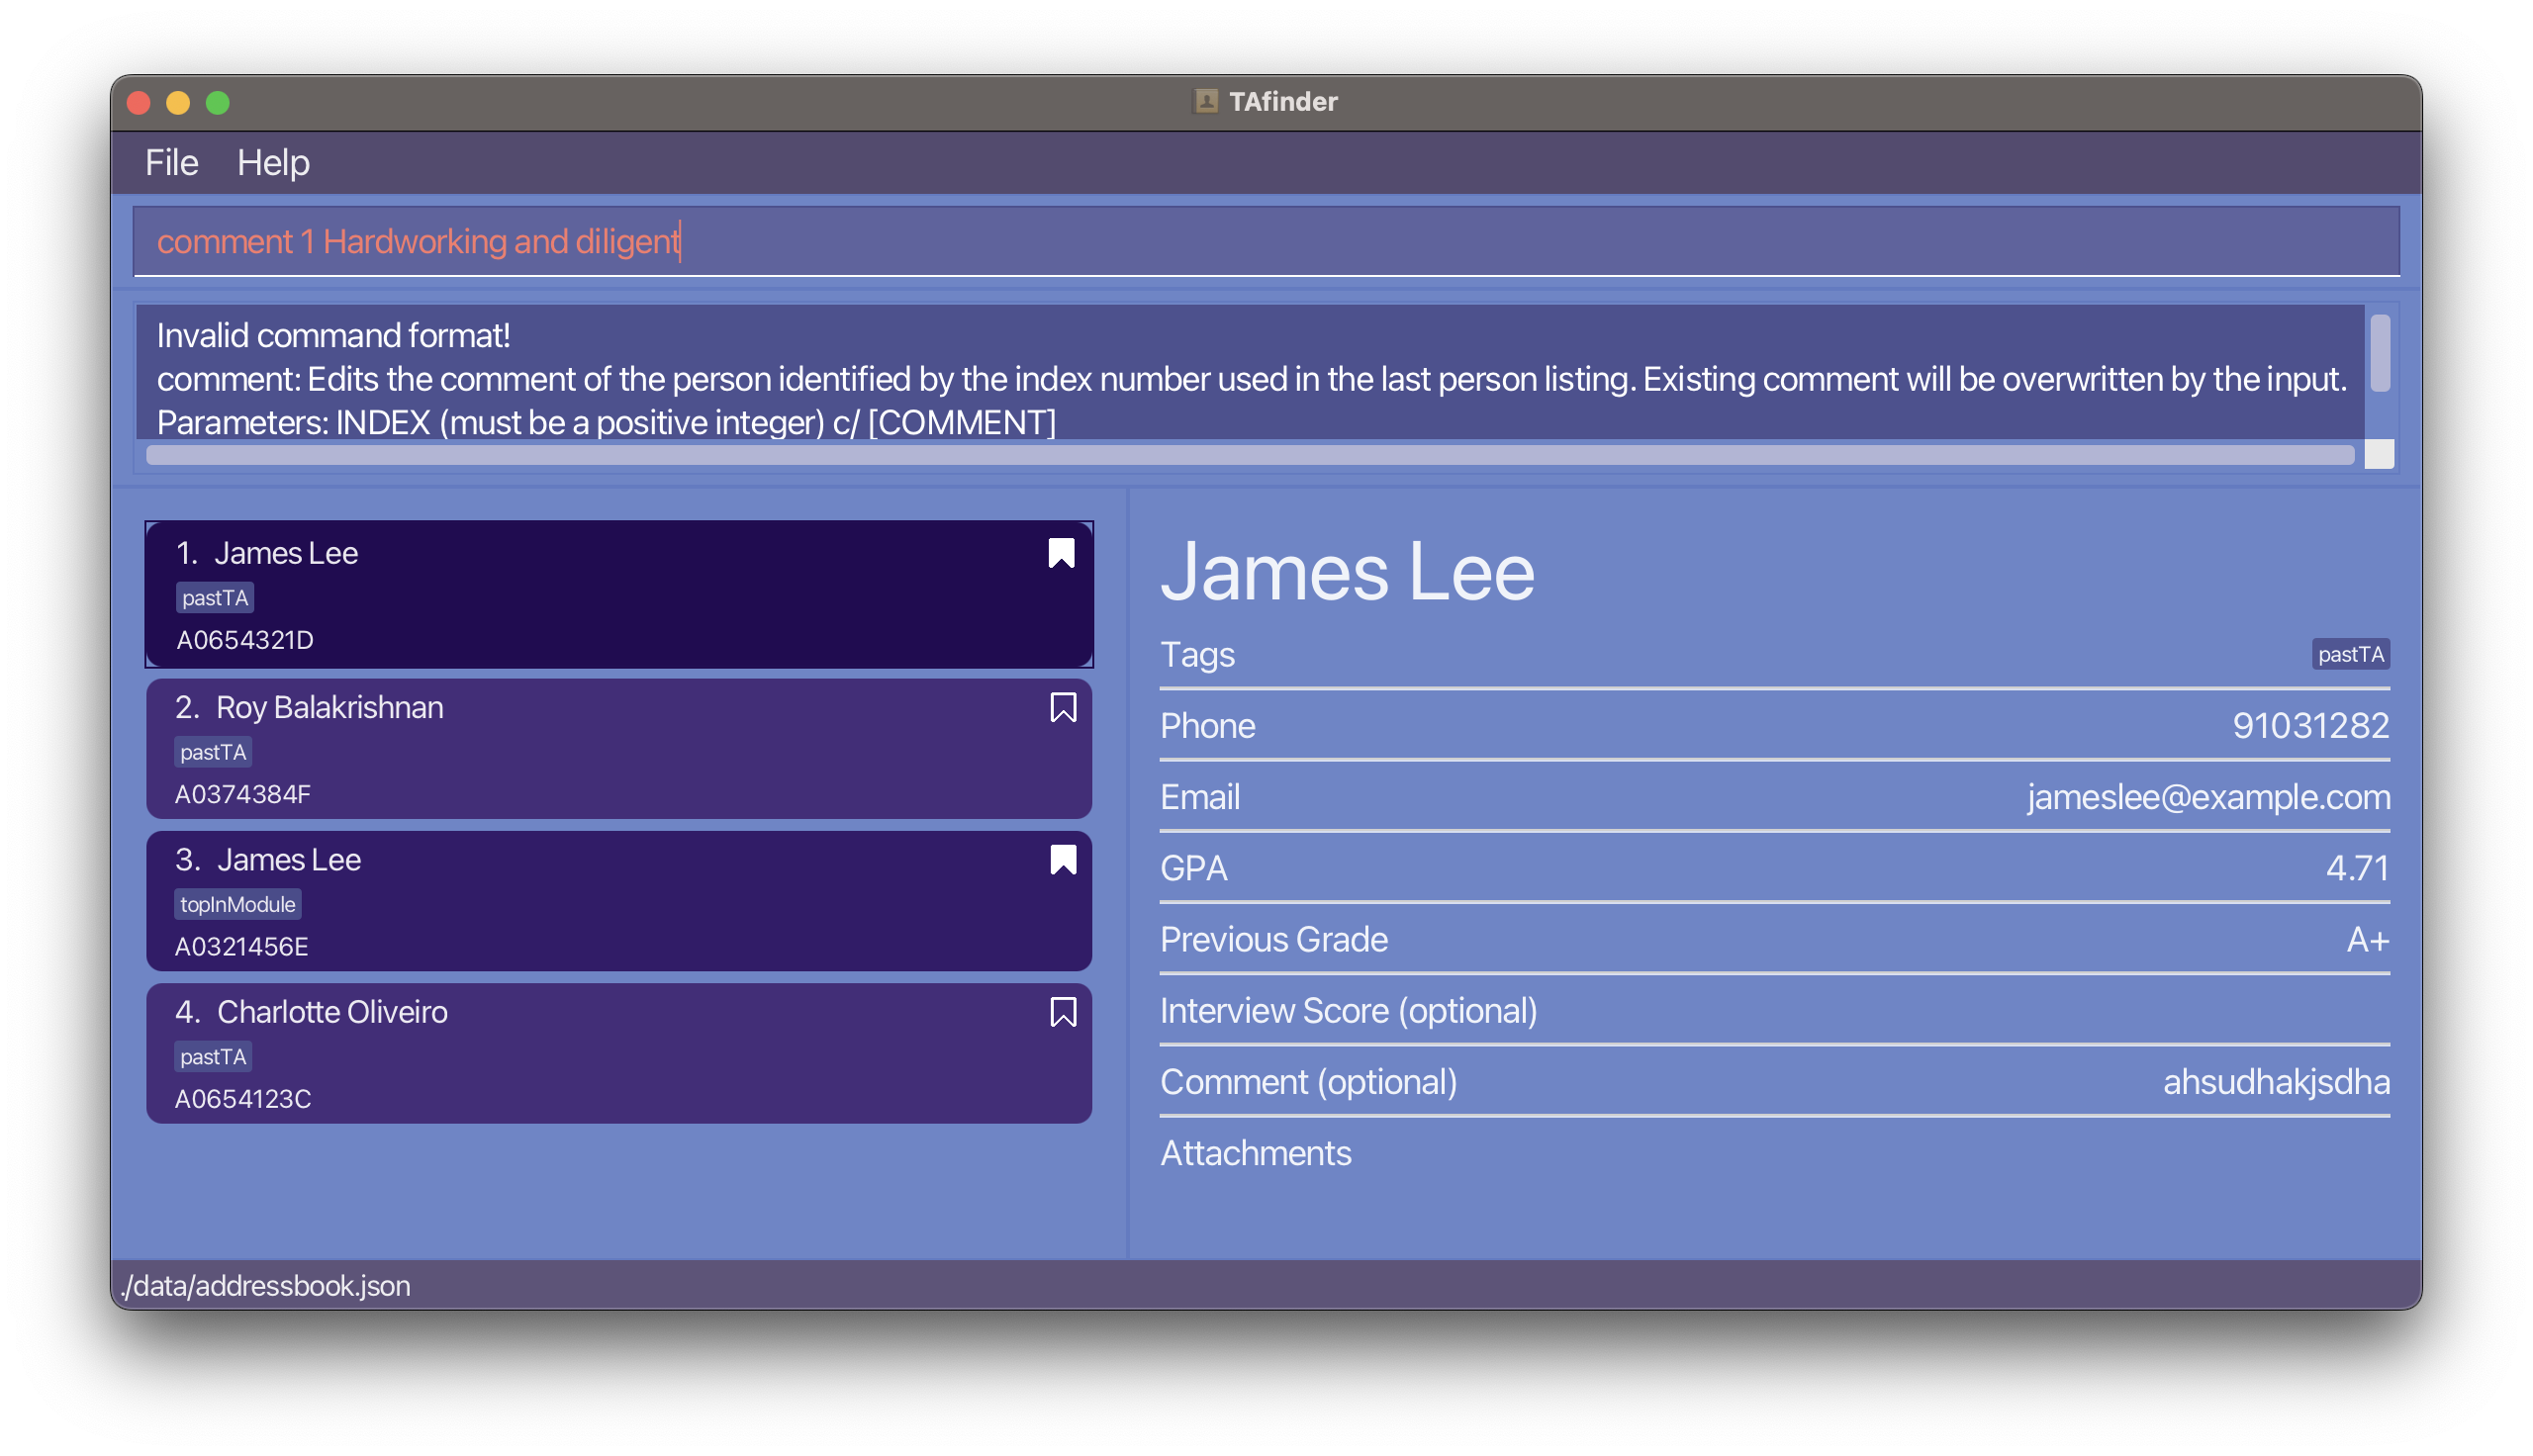 TAfinder
File Help
comment 1 Hardworking and diligent
Invalid command format!
comment: Edits the comment of the person identified by the index number used in the last person listing. Existing comment will be overwritten by the input.
Parameters: INDEX (must be a positive integer) c/ [COMMENT]
1. James Lee
pastTA
A0654321D
2. Roy Balakrishnan
pastTA
A0374384F
3. James Lee
topInModule
A0321456E
4. Charlotte Oliveiro
pastTA
A0654123C
James Lee
Tags pastTA
Phone 91031282
Email jameslee@example.com
GPA 4.71
Previous Grade A+
Interview Score (optional)
Comment (optional) ahsudhakjsdha
Attachments
./data/addressbook.json